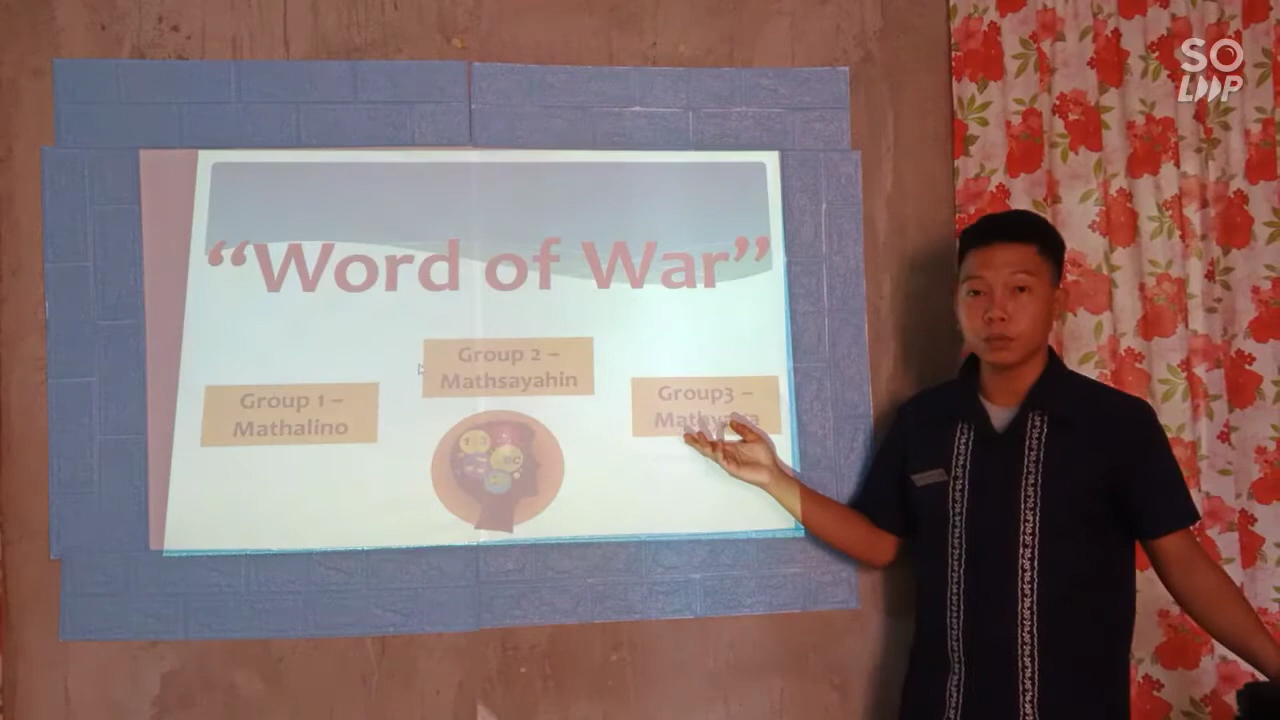 SO
LOOP
“Word of War”
Group 2 –
Mathsayahin
Group 1 –
Mathalino
Group3 –